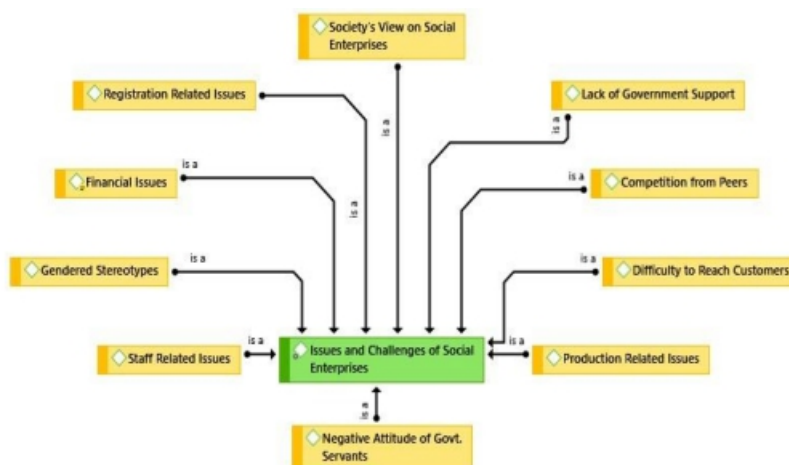 Society's View on Social
Enterprises
Registration Related Issues
Lack of Government Support
is a
is a
is a
Financial Issues
is a
Competition from Peers
is a
Gendered Stereotypes
is a
Difficulty to Reach Customers
is a
Staff Related Issues
is a
Issues and Challenges of Social
Enterprises
is a
Production Related Issues
is a
Negative Attitude of Govt.
Servants